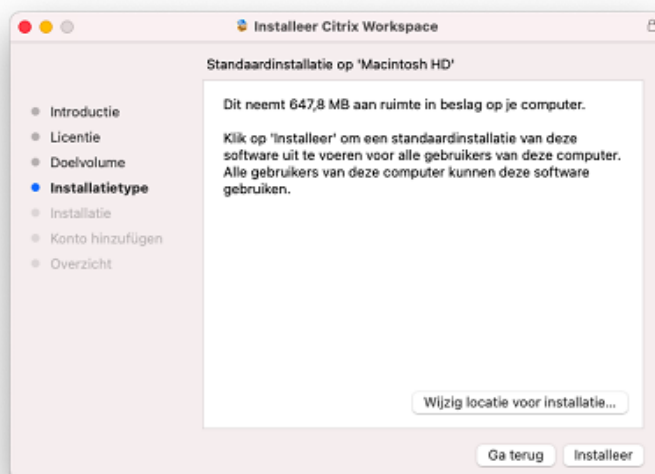 Installeer Citrix Workspace
Standaardinstallatie op 'Macintosh HD'
Introductie
Licentie
Doelvolume
Installatietype
Installatie
Konto hinzufügen
Overzicht
Dit neemt 647,8 MB aan ruimte in beslag op je computer.
Klik op 'Installeer' om een standaardinstallatie van deze
software uit te voeren voor alle gebruikers van deze computer.
Alle gebruikers van deze computer kunnen deze software
gebruiken.
Wijzig locatie voor installatie...
Ga terug
Installeer